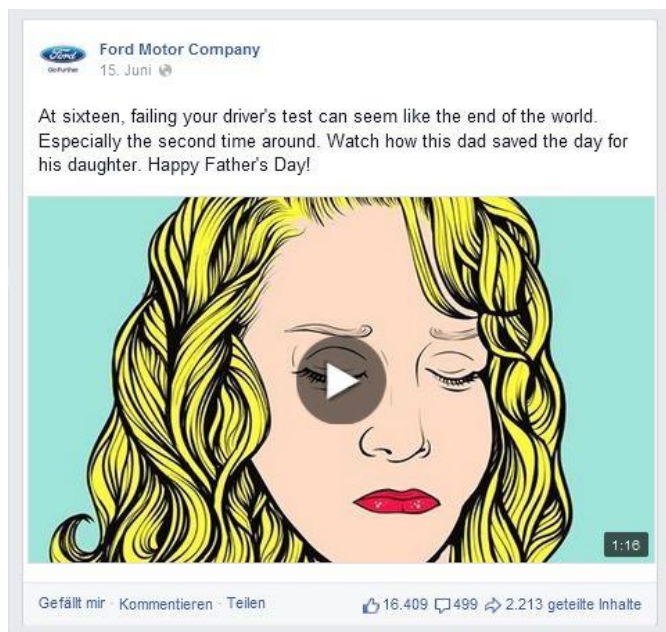 Ford
Go Further
Ford Motor Company
15. Juni
At sixteen, failing your driver's test can seem like the end of the world.
Especially the second time around. Watch how this dad saved the day for
his daughter. Happy Father's Day!
1:16
Gefällt mir · Kommentieren · Teilen 16.409 499 2.213 geteilte Inhalte